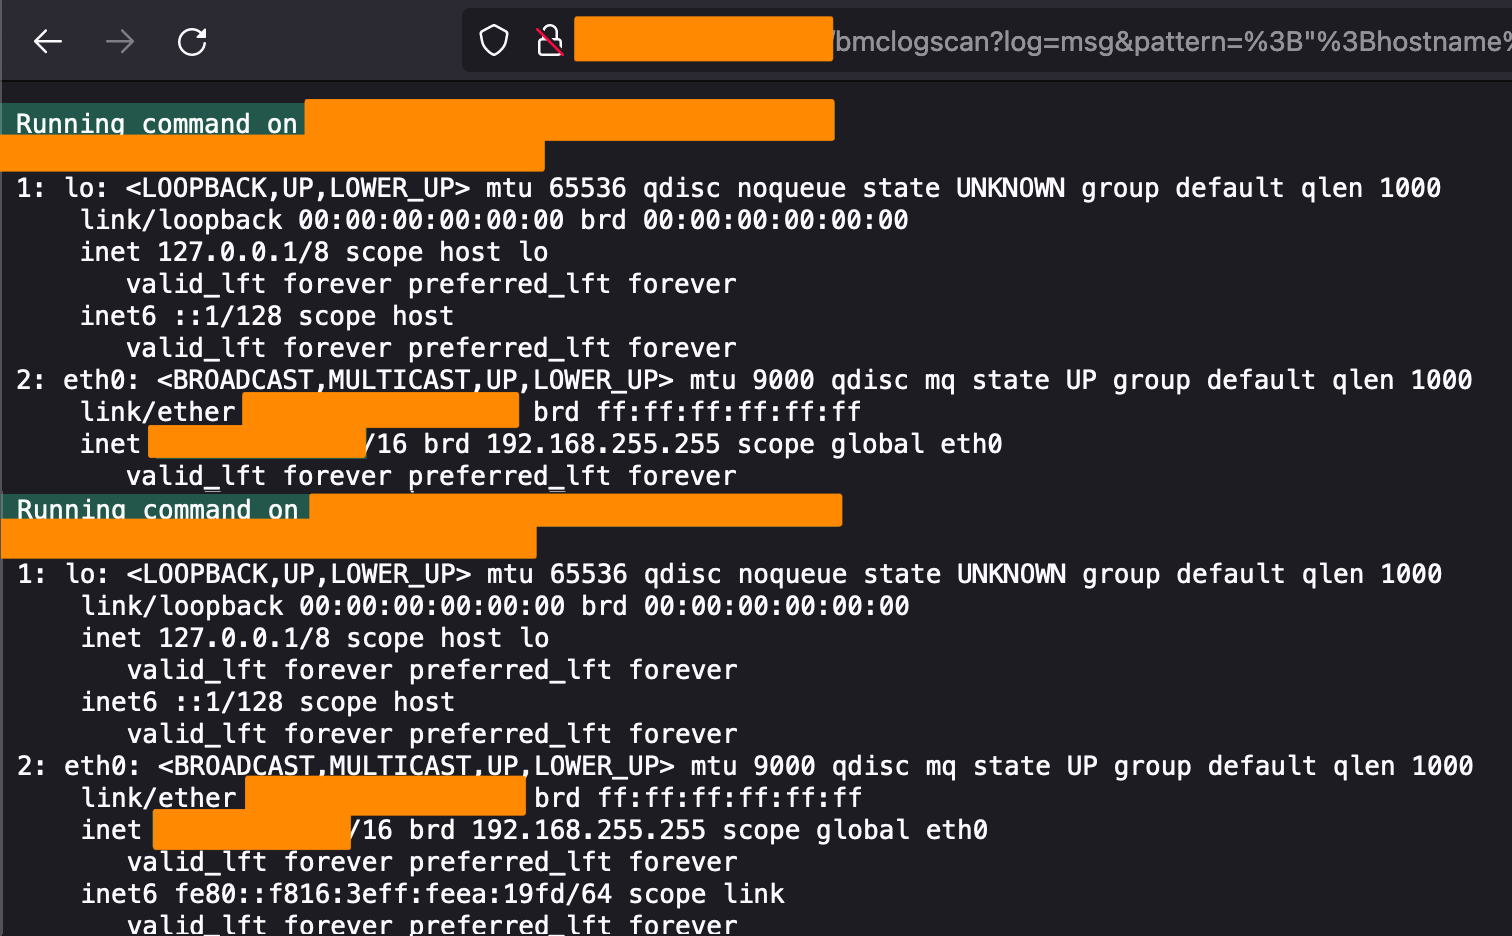 /bmclogscan?log=msg&pattern=%3B"%3Bhostname%
Running command on
1: lo: <LOOPBACK,UP,LOWER_UP> mtu 65536 qdisc noqueue state UNKNOWN group default qlen 1000
link/loopback 00:00:00:00:00:00 brd 00:00:00:00:00:00
inet 127.0.0.1/8 scope host lo
valid_lft forever preferred_lft forever
inet6 ::1/128 scope host
valid_lft forever preferred_lft forever
2: eth0: <BROADCAST,MULTICAST,UP,LOWER_UP> mtu 9000 qdisc mq state UP group default qlen 1000
link/ether brd ff:ff:ff:ff:ff:ff
inet /16 brd 192.168.255.255 scope global eth0
valid_lft forever preferred_lft forever
Running command on
1: lo: <LOOPBACK,UP,LOWER_UP> mtu 65536 qdisc noqueue state UNKNOWN group default qlen 1000
link/loopback 00:00:00:00:00:00 brd 00:00:00:00:00:00
inet 127.0.0.1/8 scope host lo
valid_lft forever preferred_lft forever
inet6 ::1/128 scope host
valid_lft forever preferred_lft forever
2: eth0: <BROADCAST,MULTICAST,UP,LOWER_UP> mtu 9000 qdisc mq state UP group default qlen 1000
link/ether brd ff:ff:ff:ff:ff:ff
inet /16 brd 192.168.255.255 scope global eth0
valid_lft forever preferred_lft forever
inet6 fe80::f816:3eff:feea:19fd/64 scope link
valid_lft forever preferred_lft forever